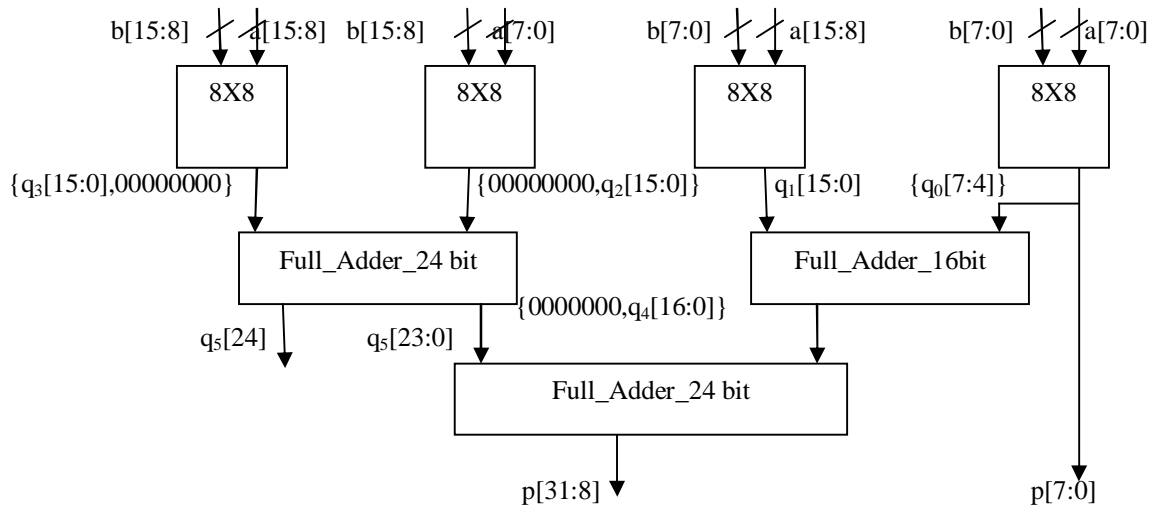 b[15:8] a[15:8] b[15:8] a[7:0] b[7:0] a[15:8] b[7:0] a[7:0]
8X8 8X8 8X8 8X8
{q₃[15:0],00000000} {00000000,q₂[15:0]} q₁[15:0] {q₀[7:4]}
Full_Adder_24 bit Full_Adder_16bit
{0000000,q₄[16:0]}
q₅[24] q₅[23:0]
Full_Adder_24 bit
p[31:8] p[7:0]